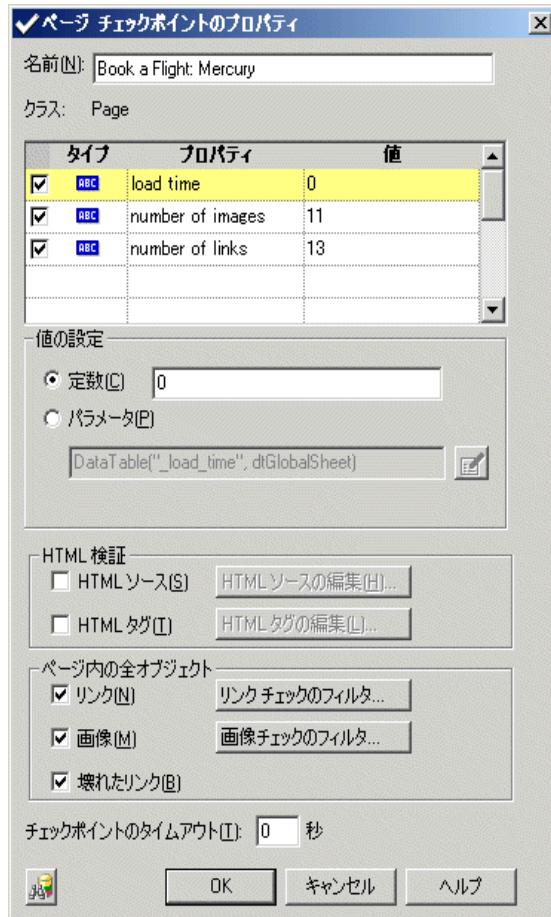 ページ チェックポイントのプロパティ
名前(N): Book a Flight: Mercury
クラス: Page
タイプ プロパティ 値
ABC load time 0
ABC number of images 11
ABC number of links 13
値の設定
定数(C) 0
パラメータ(P)
DataTable("_load_time", dtGlobalSheet)
HTML 検証
HTML ソース(S) HTML ソースの編集(H)...
HTML タグ(T) HTML タグの編集(L)...
ページ内の全オブジェクト
リンク(N) リンク チェックのフィルタ...
画像(M) 画像チェックのフィルタ...
壊れたリンク(B)
チェックポイントのタイムアウト(T): 0 秒
OK キャンセル ヘルプ